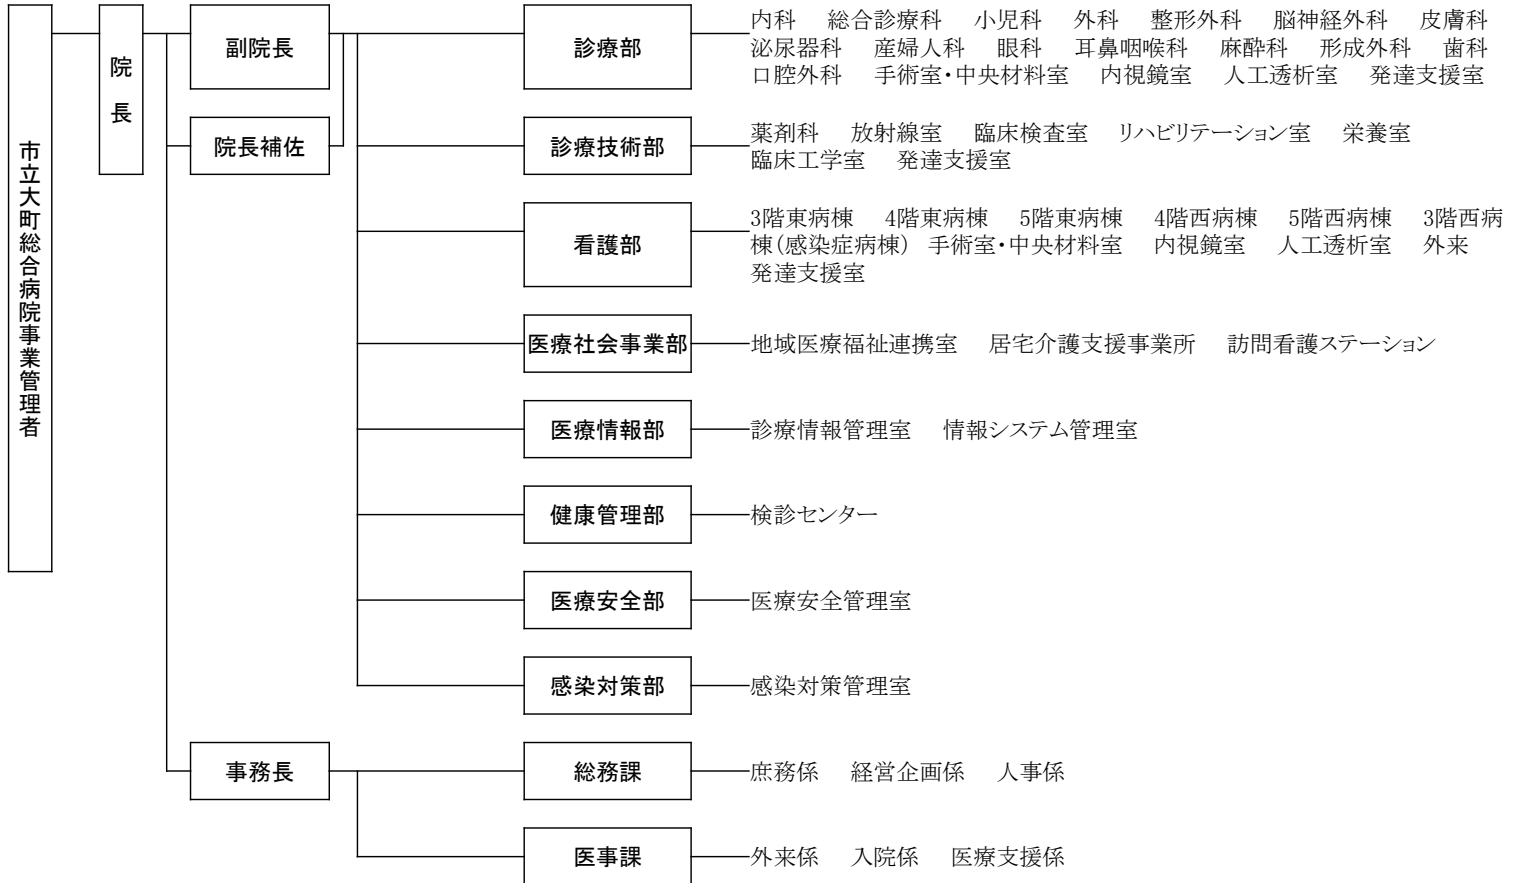 市立大町総合病院事業管理者
院長
副院長
診療部
内科 総合診療科 小児科 外科 整形外科 脳神経外科 皮膚科
泌尿器科 産婦人科 眼科 耳鼻咽喉科 麻酔科 形成外科 歯科
口腔外科 手術室・中央材料室 内視鏡室 人工透析室 発達支援室
院長補佐
診療技術部
薬剤科 放射線室 臨床検査室 リハビリテーション室 栄養室
臨床工学室 発達支援室
看護部
3階東病棟 4階東病棟 5階東病棟 4階西病棟 5階西病棟 3階西病
棟(感染症病棟) 手術室・中央材料室 内視鏡室 人工透析室 外来
発達支援室
医療社会事業部
地域医療福祉連携室 居宅介護支援事業所 訪問看護ステーション
医療情報部
診療情報管理室 情報システム管理室
健康管理部
検診センター
医療安全部
医療安全管理室
感染対策部
感染対策管理室
事務長
総務課
庶務係 経営企画係 人事係
医事課
外来係 入院係 医療支援係